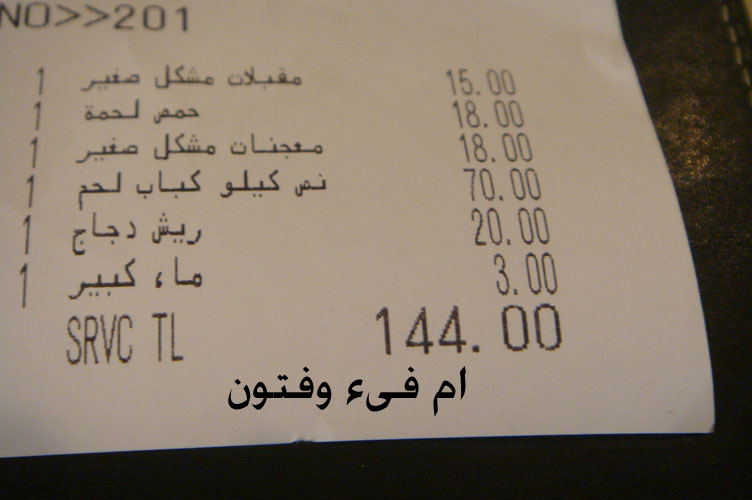 NO>>201
1 مقبلات مشكل صغير 15.00
1 حمص لحمة 18.00
1 معجنات مشكل صغير 18.00
1 نص كيلو كباب لحم 70.00
1 ريش دجاج 20.00
1 ماء كبير 3.00
SRVC TL 144.00
ام فىء وفتون